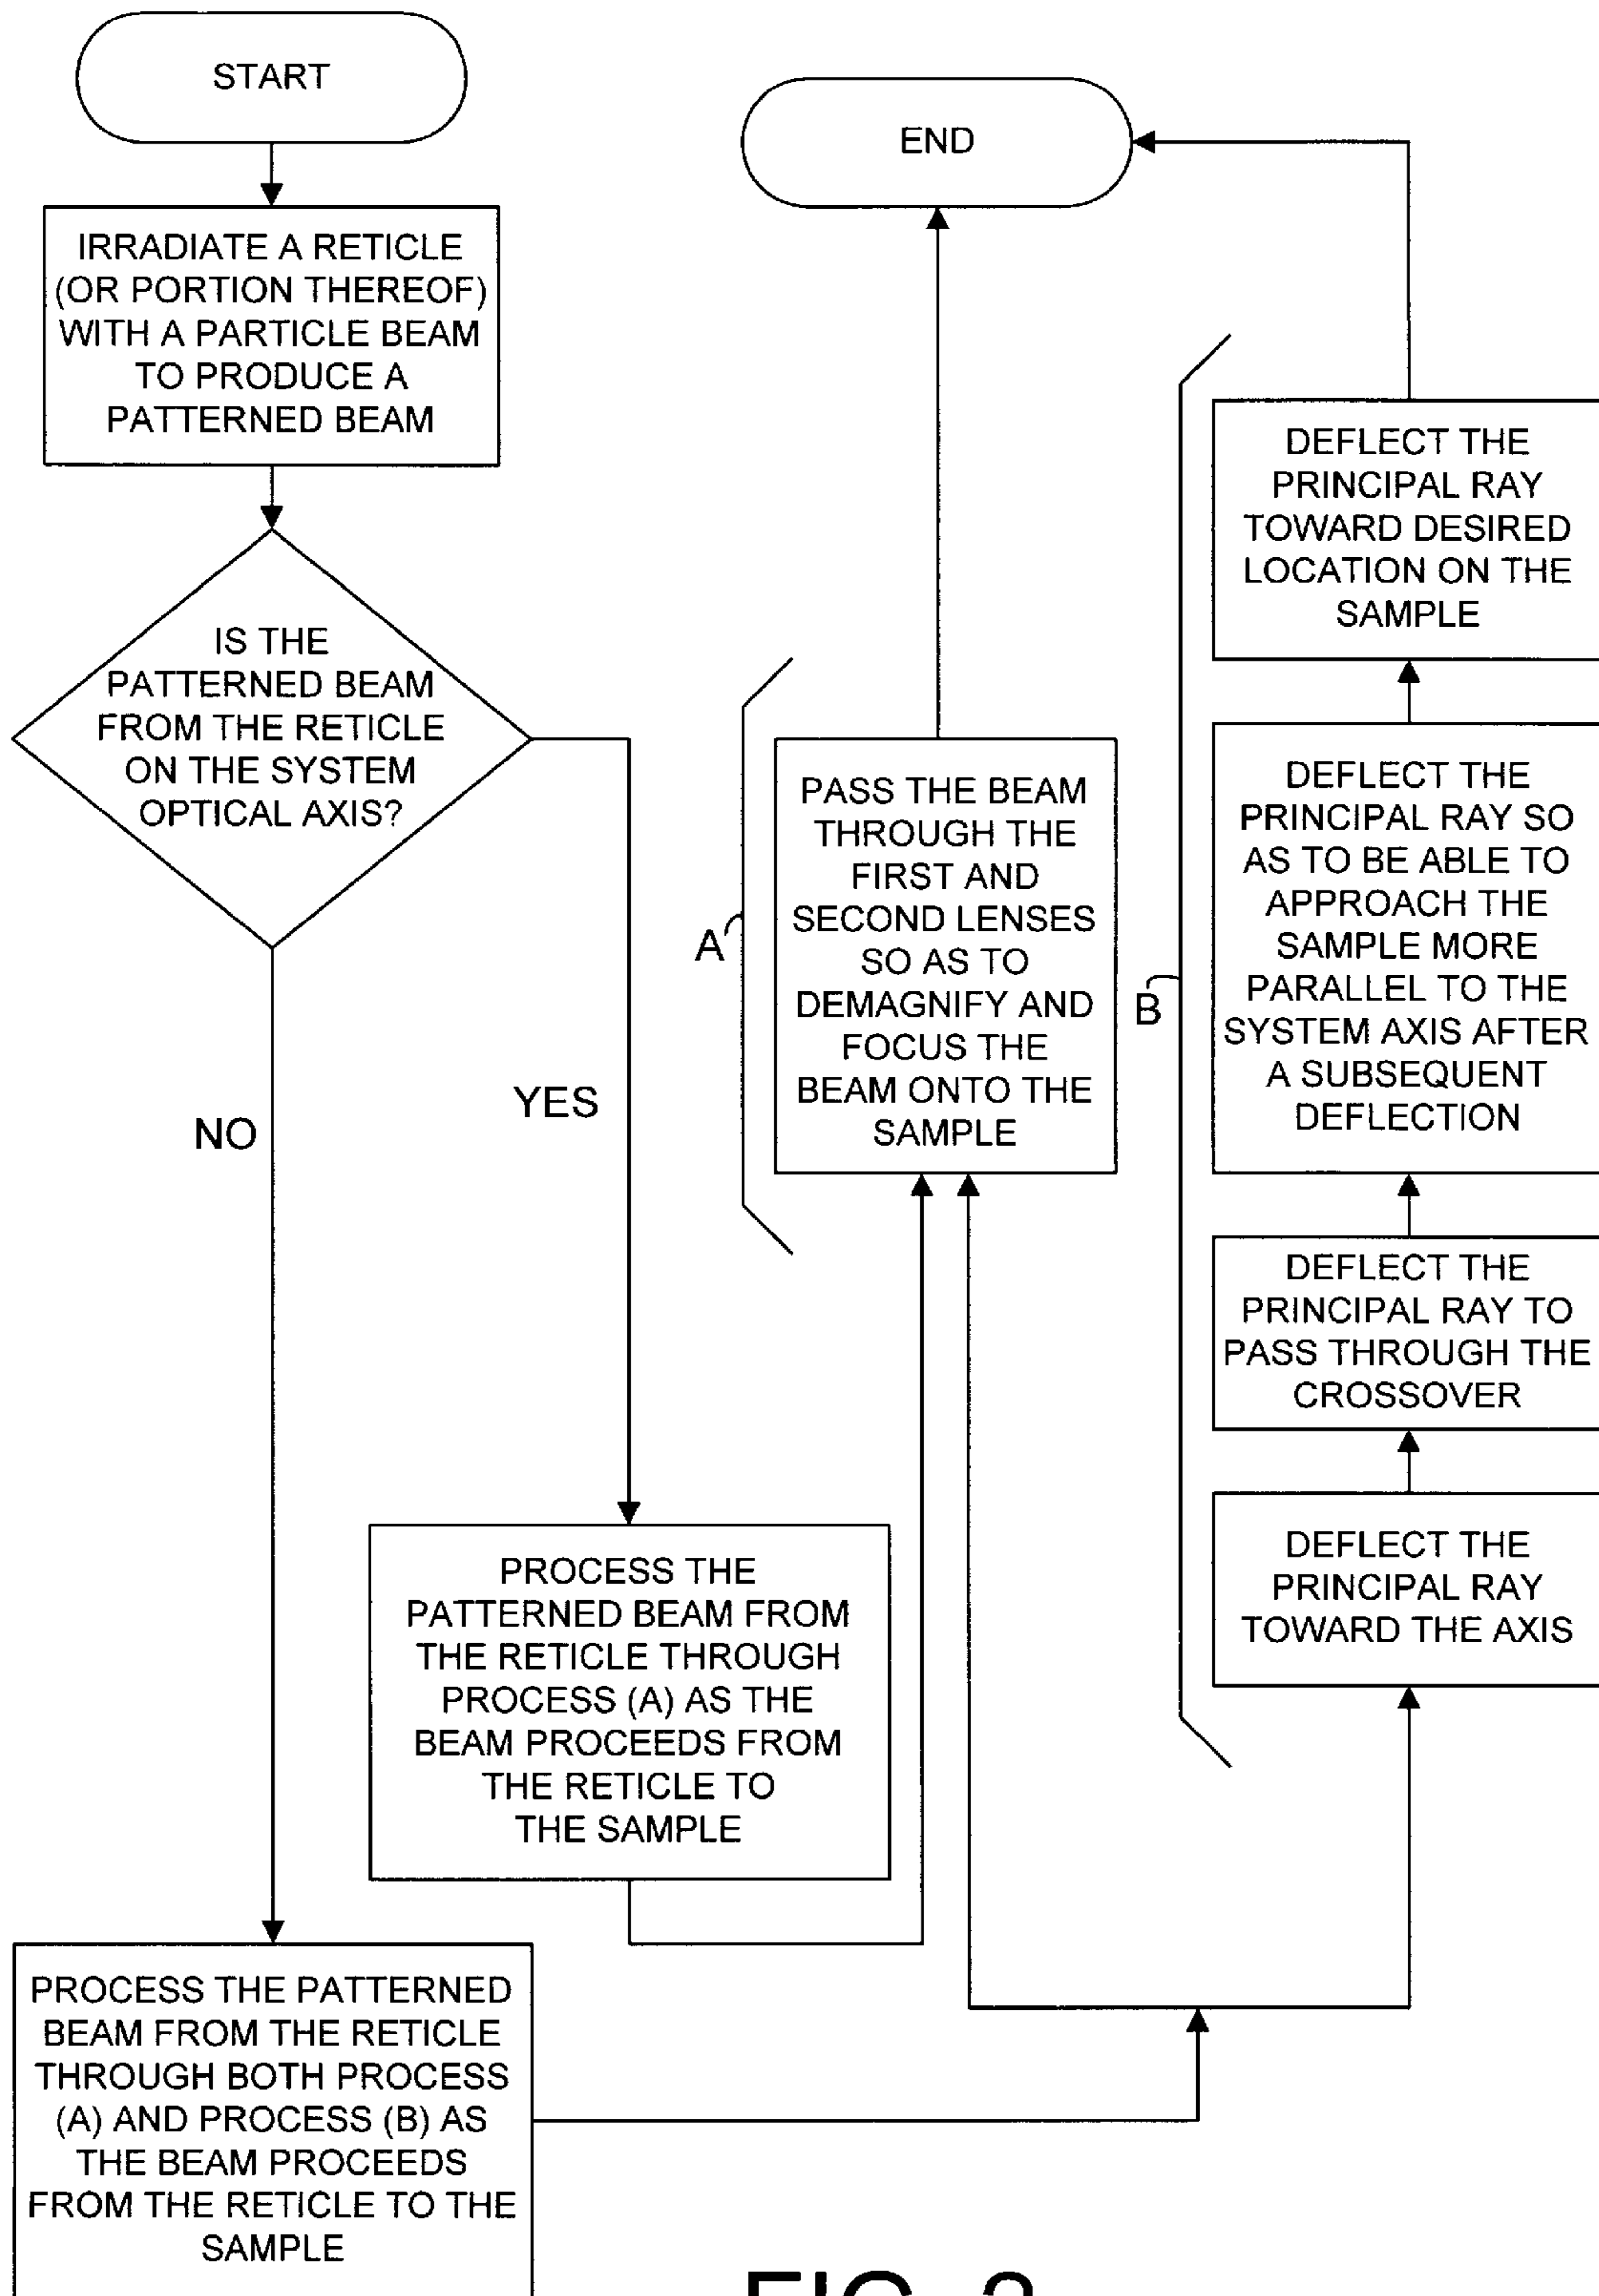 START
IRRADIATE A RETICLE
(OR PORTION THEREOF)
WITH A PARTICLE BEAM
TO PRODUCE A
PATTERNED BEAM
IS THE
PATTERNED BEAM
FROM THE RETICLE
ON THE SYSTEM
OPTICAL AXIS?
NO
YES
PROCESS THE
PATTERNED BEAM FROM
THE RETICLE THROUGH
PROCESS (A) AS THE
BEAM PROCEEDS FROM
THE RETICLE TO
THE SAMPLE
PROCESS THE PATTERNED
BEAM FROM THE RETICLE
THROUGH BOTH PROCESS
(A) AND PROCESS (B) AS
THE BEAM PROCEEDS
FROM THE RETICLE TO THE
SAMPLE
END
A
PASS THE BEAM
THROUGH THE
FIRST AND
SECOND LENSES
SO AS TO
DEMAGNIFY AND
FOCUS THE
BEAM ONTO THE
SAMPLE
B
DEFLECT THE
PRINCIPAL RAY
TOWARD DESIRED
LOCATION ON THE
SAMPLE
DEFLECT THE
PRINCIPAL RAY SO
AS TO BE ABLE TO
APPROACH THE
SAMPLE MORE
PARALLEL TO THE
SYSTEM AXIS AFTER
A SUBSEQUENT
DEFLECTION
DEFLECT THE
PRINCIPAL RAY TO
PASS THROUGH THE
CROSSOVER
DEFLECT THE
PRINCIPAL RAY
TOWARD THE AXIS
FIG.